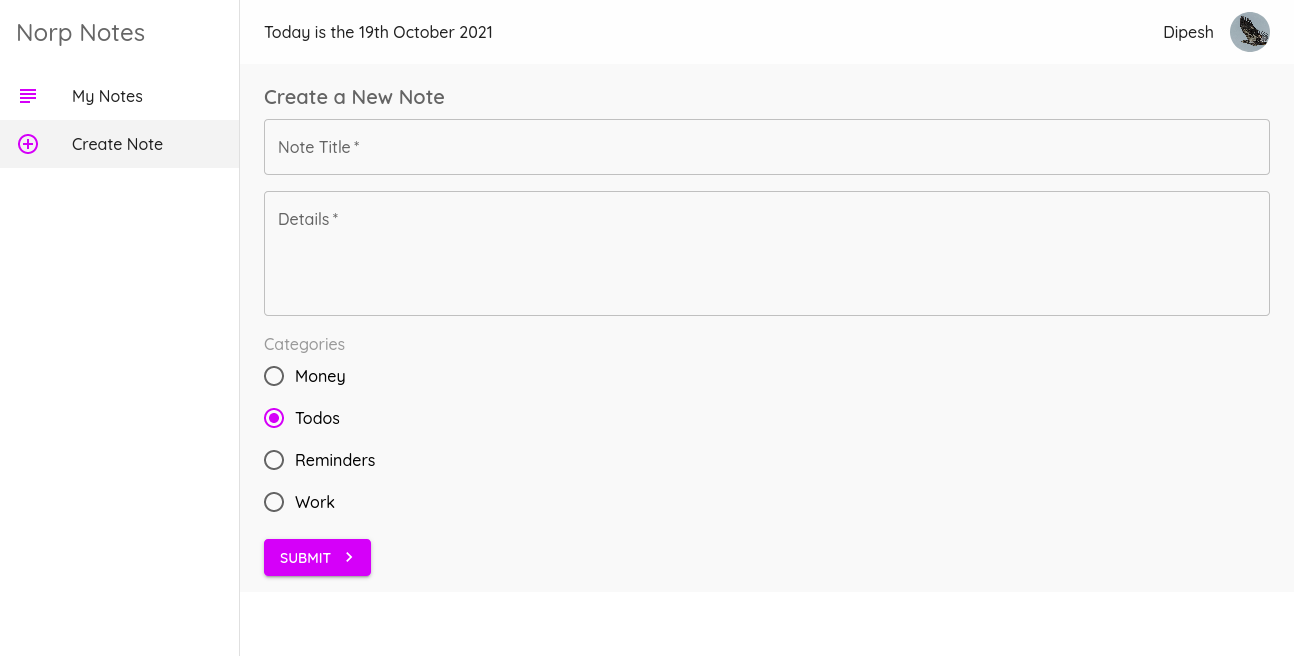 Norp Notes
My Notes
Create Note
Today is the 19th October 2021
Dipesh
Create a New Note
Note Title *
Details *
Categories
Money
Todos
Reminders
Work
SUBMIT